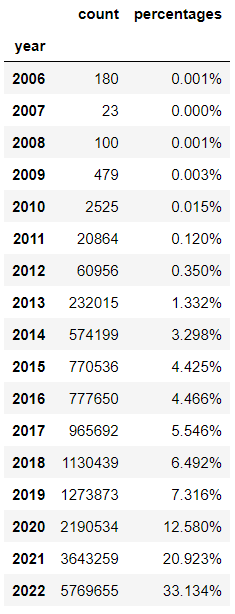 count percentages
year
2006 180 0.001%
2007 23 0.000%
2008 100 0.001%
2009 479 0.003%
2010 2525 0.015%
2011 20864 0.120%
2012 60956 0.350%
2013 232015 1.332%
2014 574199 3.298%
2015 770536 4.425%
2016 777650 4.466%
2017 965692 5.546%
2018 1130439 6.492%
2019 1273873 7.316%
2020 2190534 12.580%
2021 3643259 20.923%
2022 5769655 33.134%